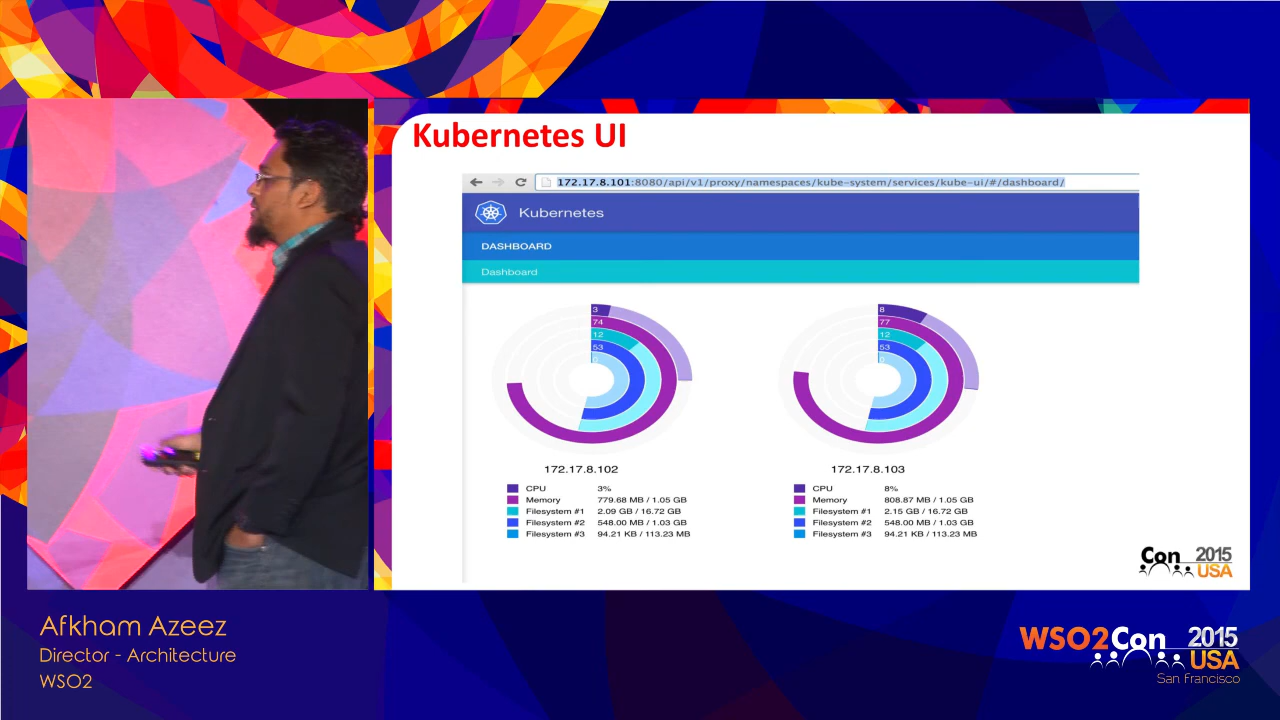 Kubernetes UI
172.17.8.101:8080/api/v1/proxy/namespaces/kube-system/services/kube-ui/#/dashboard/
Kubernetes
DASHBOARD
Dashboard
3
74
12
53
0
8
77
12
53
0
172.17.8.102
CPU 3%
Memory 779.68 MB / 1.05 GB
Filesystem #1 2.09 GB / 16.72 GB
Filesystem #2 548.00 MB / 1.03 GB
Filesystem #3 94.21 KB / 113.23 MB
172.17.8.103
CPU 8%
Memory 808.87 MB / 1.05 GB
Filesystem #1 2.15 GB / 16.72 GB
Filesystem #2 548.00 MB / 1.03 GB
Filesystem #3 94.21 KB / 113.23 MB
Con 2015
USA
Afkham Azeez
Director - Architecture
WSO2
WSO2Con 2015
USA
San Francisco